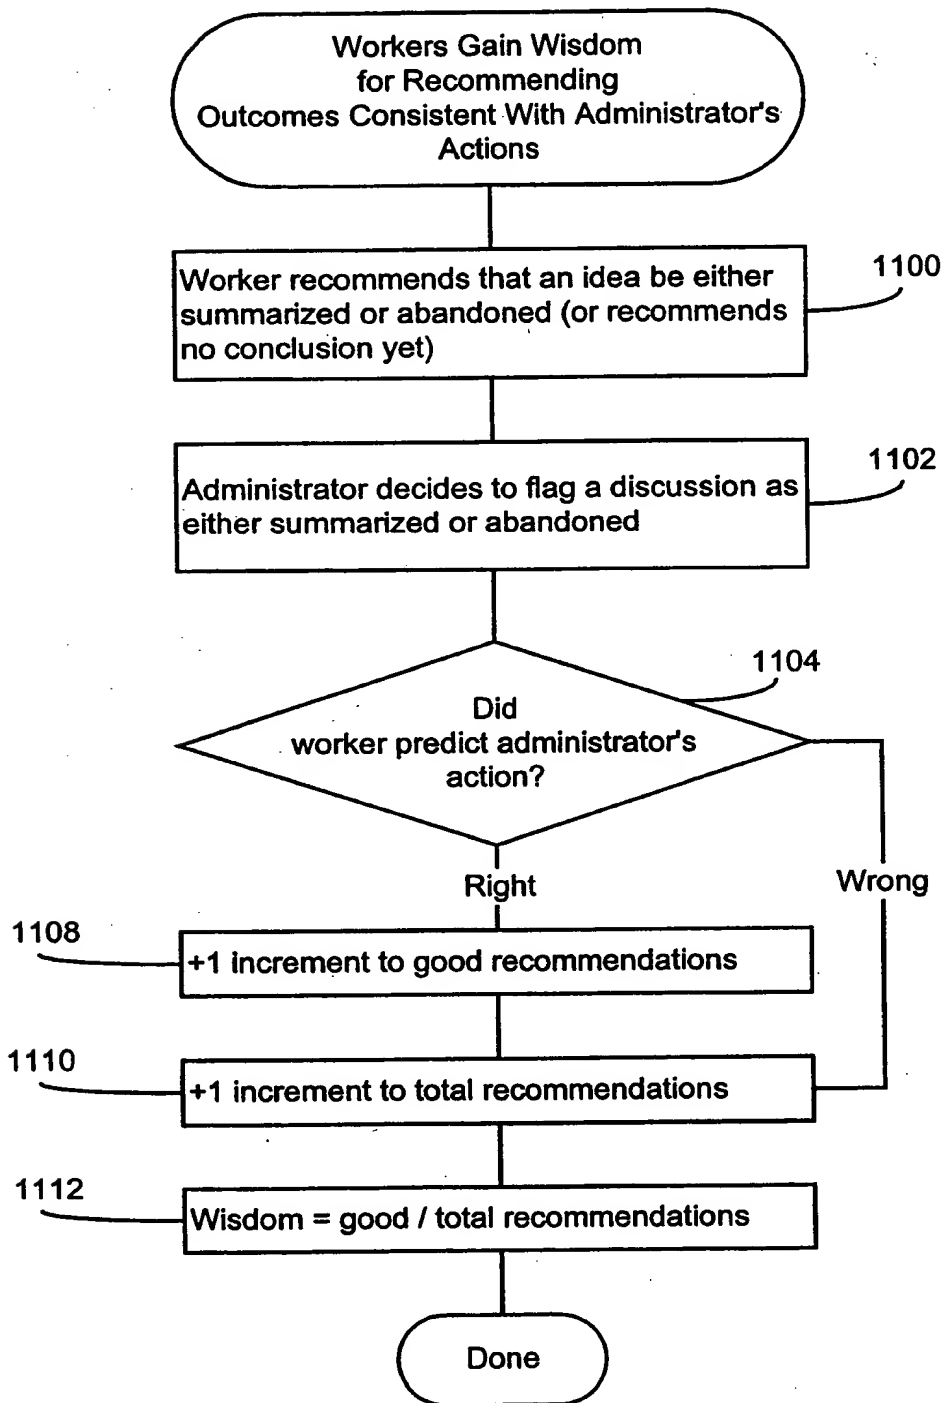 Workers Gain Wisdom
for Recommending
Outcomes Consistent With Administrator's
Actions
1100
Worker recommends that an idea be either
summarized or abandoned (or recommends
no conclusion yet)
1102
Administrator decides to flag a discussion as
either summarized or abandoned
1104
Did
worker predict administrator's
action?
Right
Wrong
1108
+1 increment to good recommendations
1110
+1 increment to total recommendations
1112
Wisdom = good / total recommendations
Done